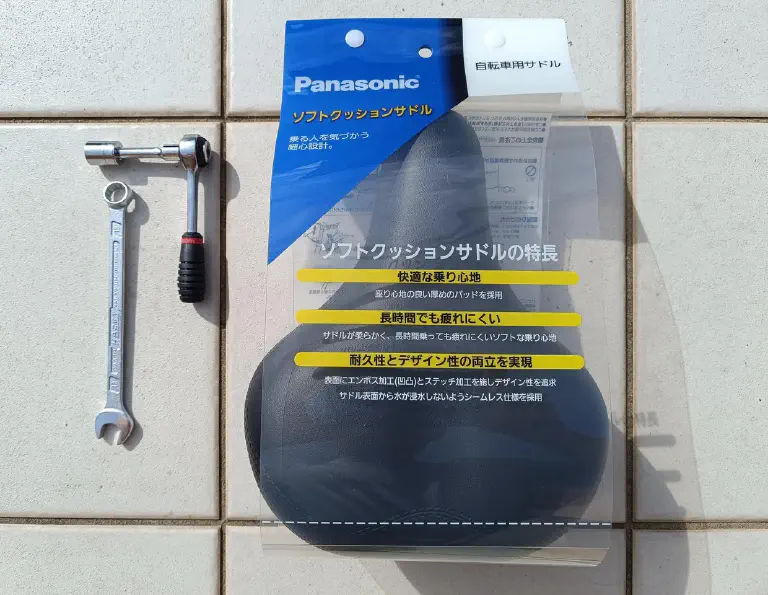 Panasonic
自転車用サドル
ソフトクッションサドル
乗る人を気づかう
細心設計。
ソフトクッションサドルの特長
快適な乗り心地
座り心地の良い厚めのパッドを採用
長時間でも疲れにくい
サドルが柔らかく、長時間乗っても疲れにくいソフトな乗り心地
耐久性とデザイン性の両立を実現
表面にエンボス加工(凹凸)とステッチ加工を施しデザイン性を追求
サドル表面から水が浸水しないようシームレス仕様を採用